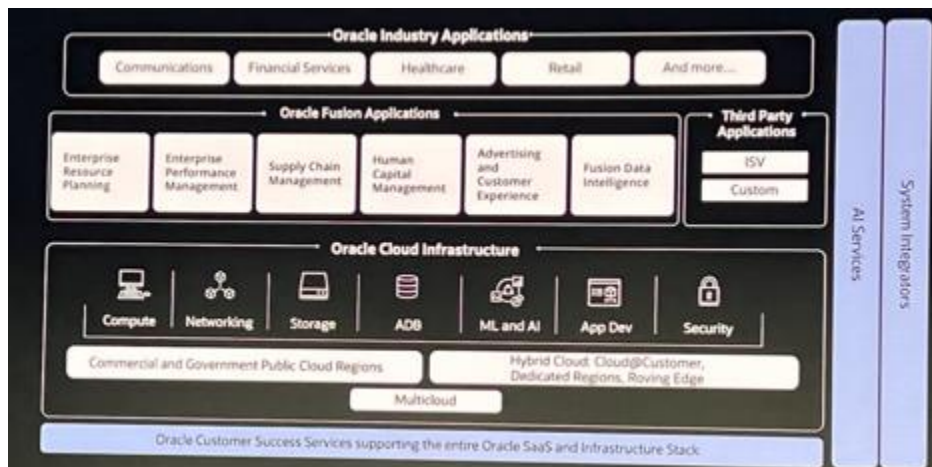 Oracle Industry Applications
Communications
Financial Services
Healthcare
Retail
And more....
Oracle Fusion Applications
Enterprise
Resource
Planning
Enterprise
Performance
Management
Supply Chain
Management
Human
Capital
Management
Advertising
and
Customer
Experience
Fusion Data
Intelligence
Third Party
Applications
ISV
Custom
Oracle Cloud Infrastructure
Compute
Networking
Storage
ADB
ML and AI
App Dev
Security
Commercial and Government Public Cloud Regions
Hybrid Cloud: Cloud@Customer,
Dedicated Regions, Roving Edge
Multicloud
Oracle Customer Success Services supporting the entire Oracle SaaS and Infrastructure Stack
AI Services
System Integrators